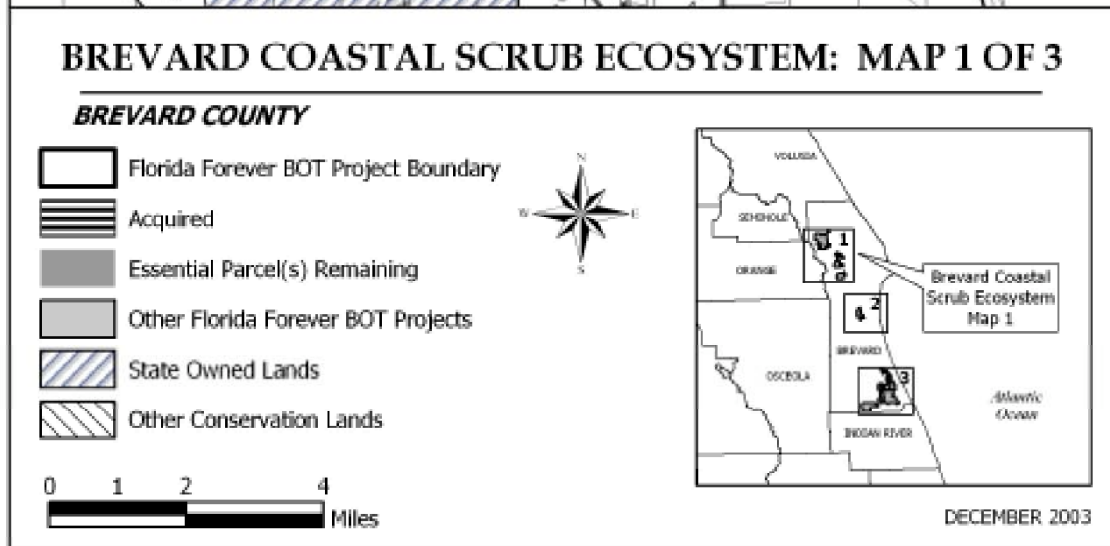 BREVARD COASTAL SCRUB ECOSYSTEM: MAP 1 OF 3
BREVARD COUNTY
Florida Forever BOT Project Boundary
Acquired
Essential Parcel(s) Remaining
Other Florida Forever BOT Projects
State Owned Lands
Other Conservation Lands
0 1 2 4
Miles
N
W E
S
VOLUSIA
SEMINOLE
1
ORANGE
Brevard Coastal
Scrub Ecosystem
Map 1
2
BREVARD
OSCEOLA
3
Atlantic
Ocean
INDIAN RIVER
DECEMBER 2003